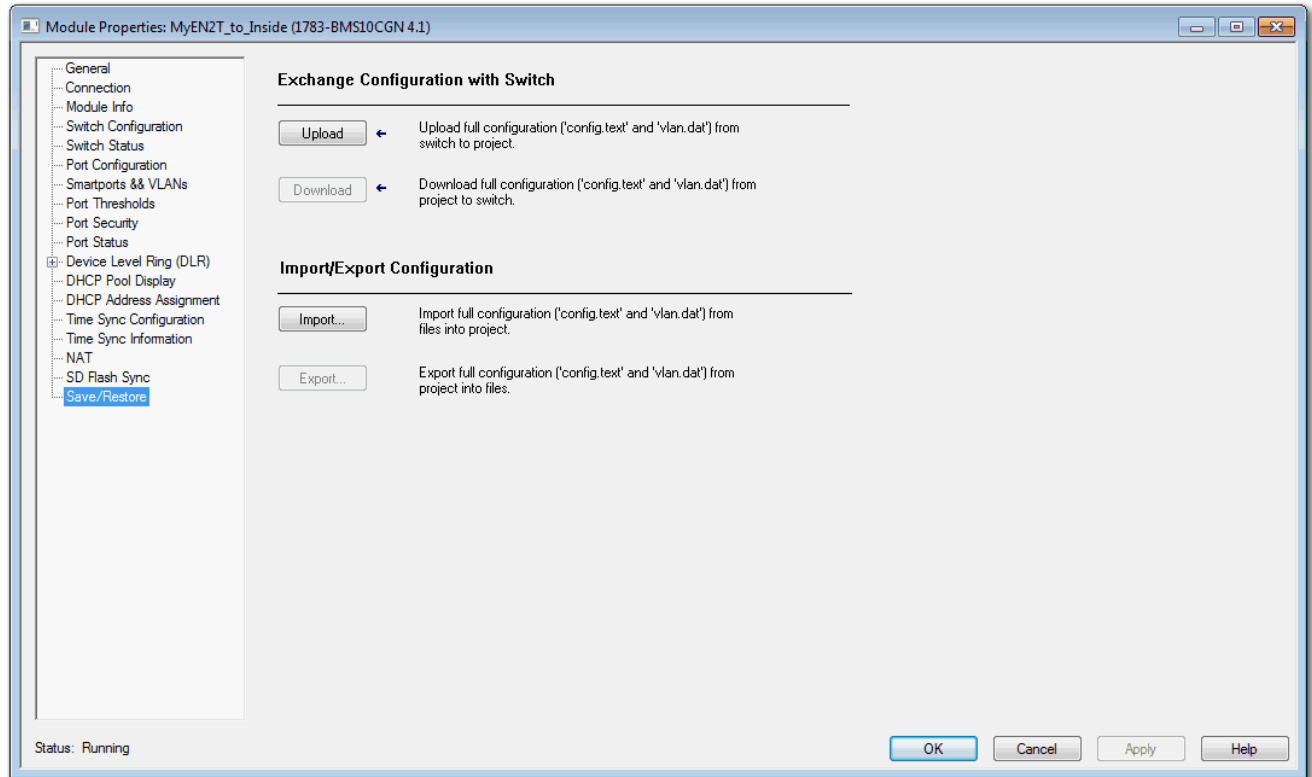 Module Properties: MyEN2T_to_Inside (1783-BMS10CGN 4.1)
General
Connection
Module Info
Switch Configuration
Switch Status
Port Configuration
Smartports && VLANs
Port Thresholds
Port Security
Port Status
Device Level Ring (DLR)
DHCP Pool Display
DHCP Address Assignment
Time Sync Configuration
Time Sync Information
NAT
SD Flash Sync
Save/Restore
Exchange Configuration with Switch
Upload
Upload full configuration ('config.text' and 'vlan.dat') from
switch to project.
Download
Download full configuration ('config.text' and 'vlan.dat') from
project to switch.
Import/Export Configuration
Import...
Import full configuration ('config.text' and 'vlan.dat') from
files into project.
Export...
Export full configuration ('config.text' and 'vlan.dat') from
project into files.
Status: Running
OK
Cancel
Apply
Help